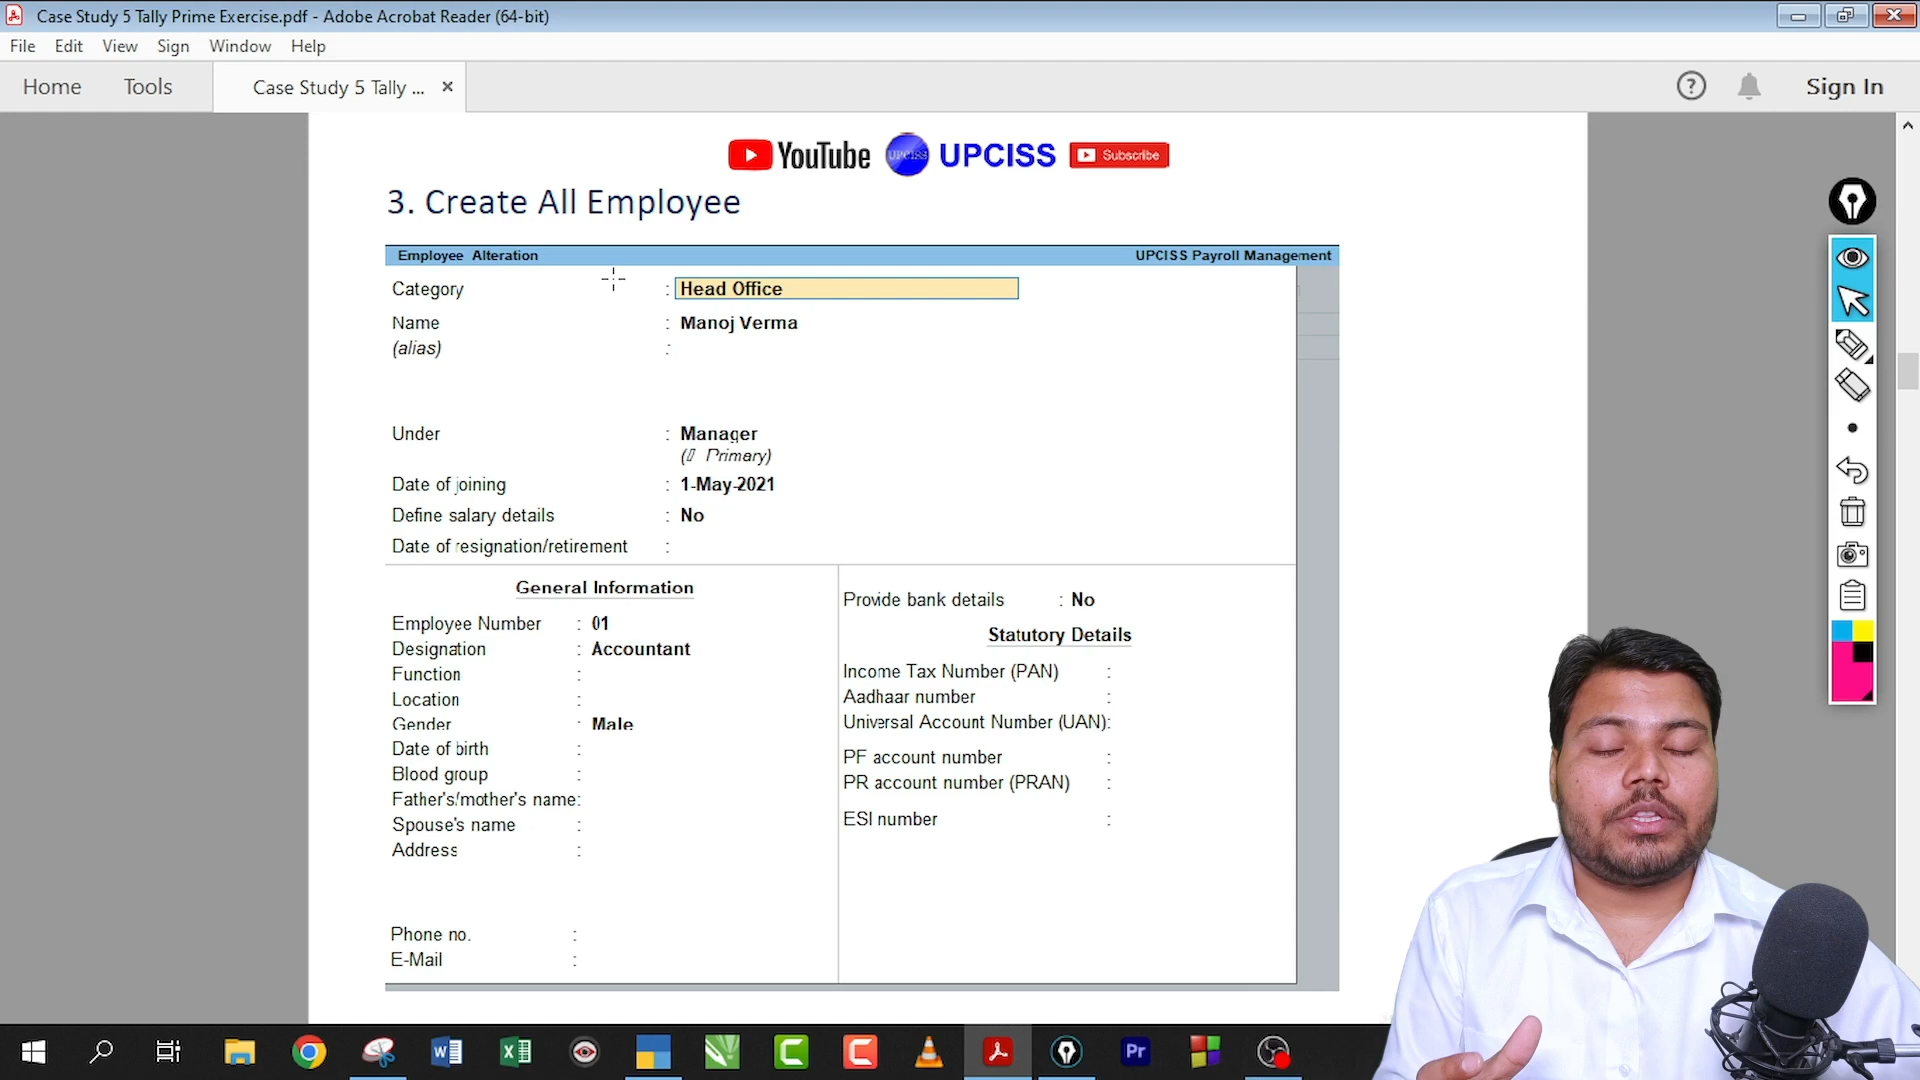 Case Study 5 Tally Prime Exercise.pdf - Adobe Acrobat Reader (64-bit)
File Edit View Sign Window Help
Home Tools Case Study 5 Tally ... × Sign In
YouTube UPCISS UPCISS Subscribe
3. Create All Employee
Employee Alteration UPCISS Payroll Management
Category : Head Office
Name : Manoj Verma
(alias) :
Under : Manager
( Primary)
Date of joining : 1-May-2021
Define salary details : No
Date of resignation/retirement :
General Information
Provide bank details : No
Employee Number : 01
Statutory Details
Designation : Accountant
Function :
Income Tax Number (PAN) :
Location :
Aadhaar number :
Gender : Male
Universal Account Number (UAN):
Date of birth :
PF account number :
Blood group :
PR account number (PRAN) :
Father's/mother's name:
Spouse's name :
ESI number :
Address :
Phone no. :
E-Mail :
Pr